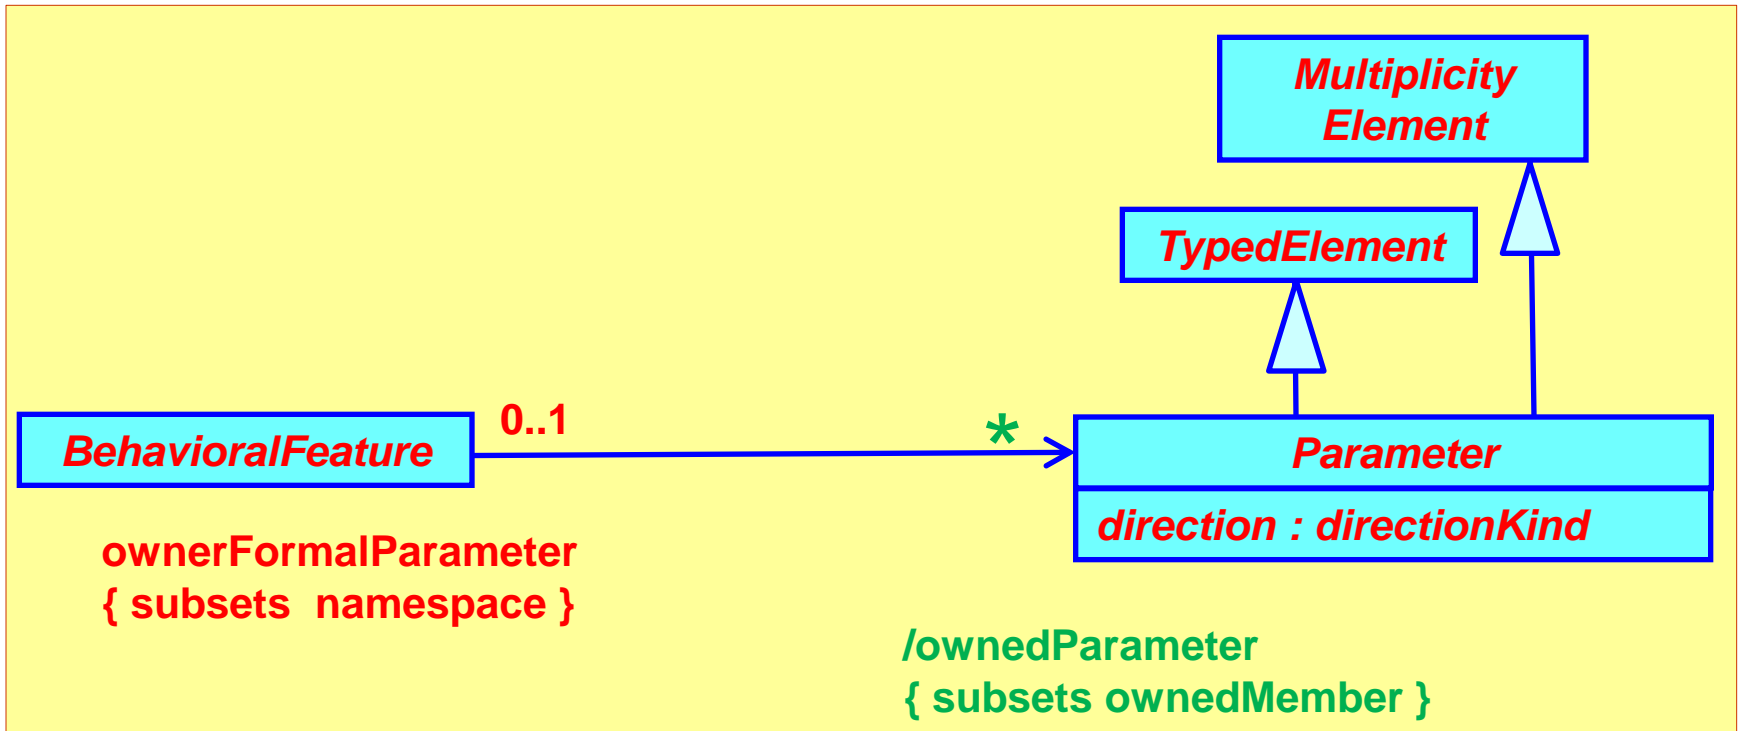 Multiplicity
Element
TypedElement
0..1
*
BehavioralFeature
Parameter
direction : directionKind
ownerFormalParameter
{ subsets namespace }
/ownedParameter
{ subsets ownedMember }